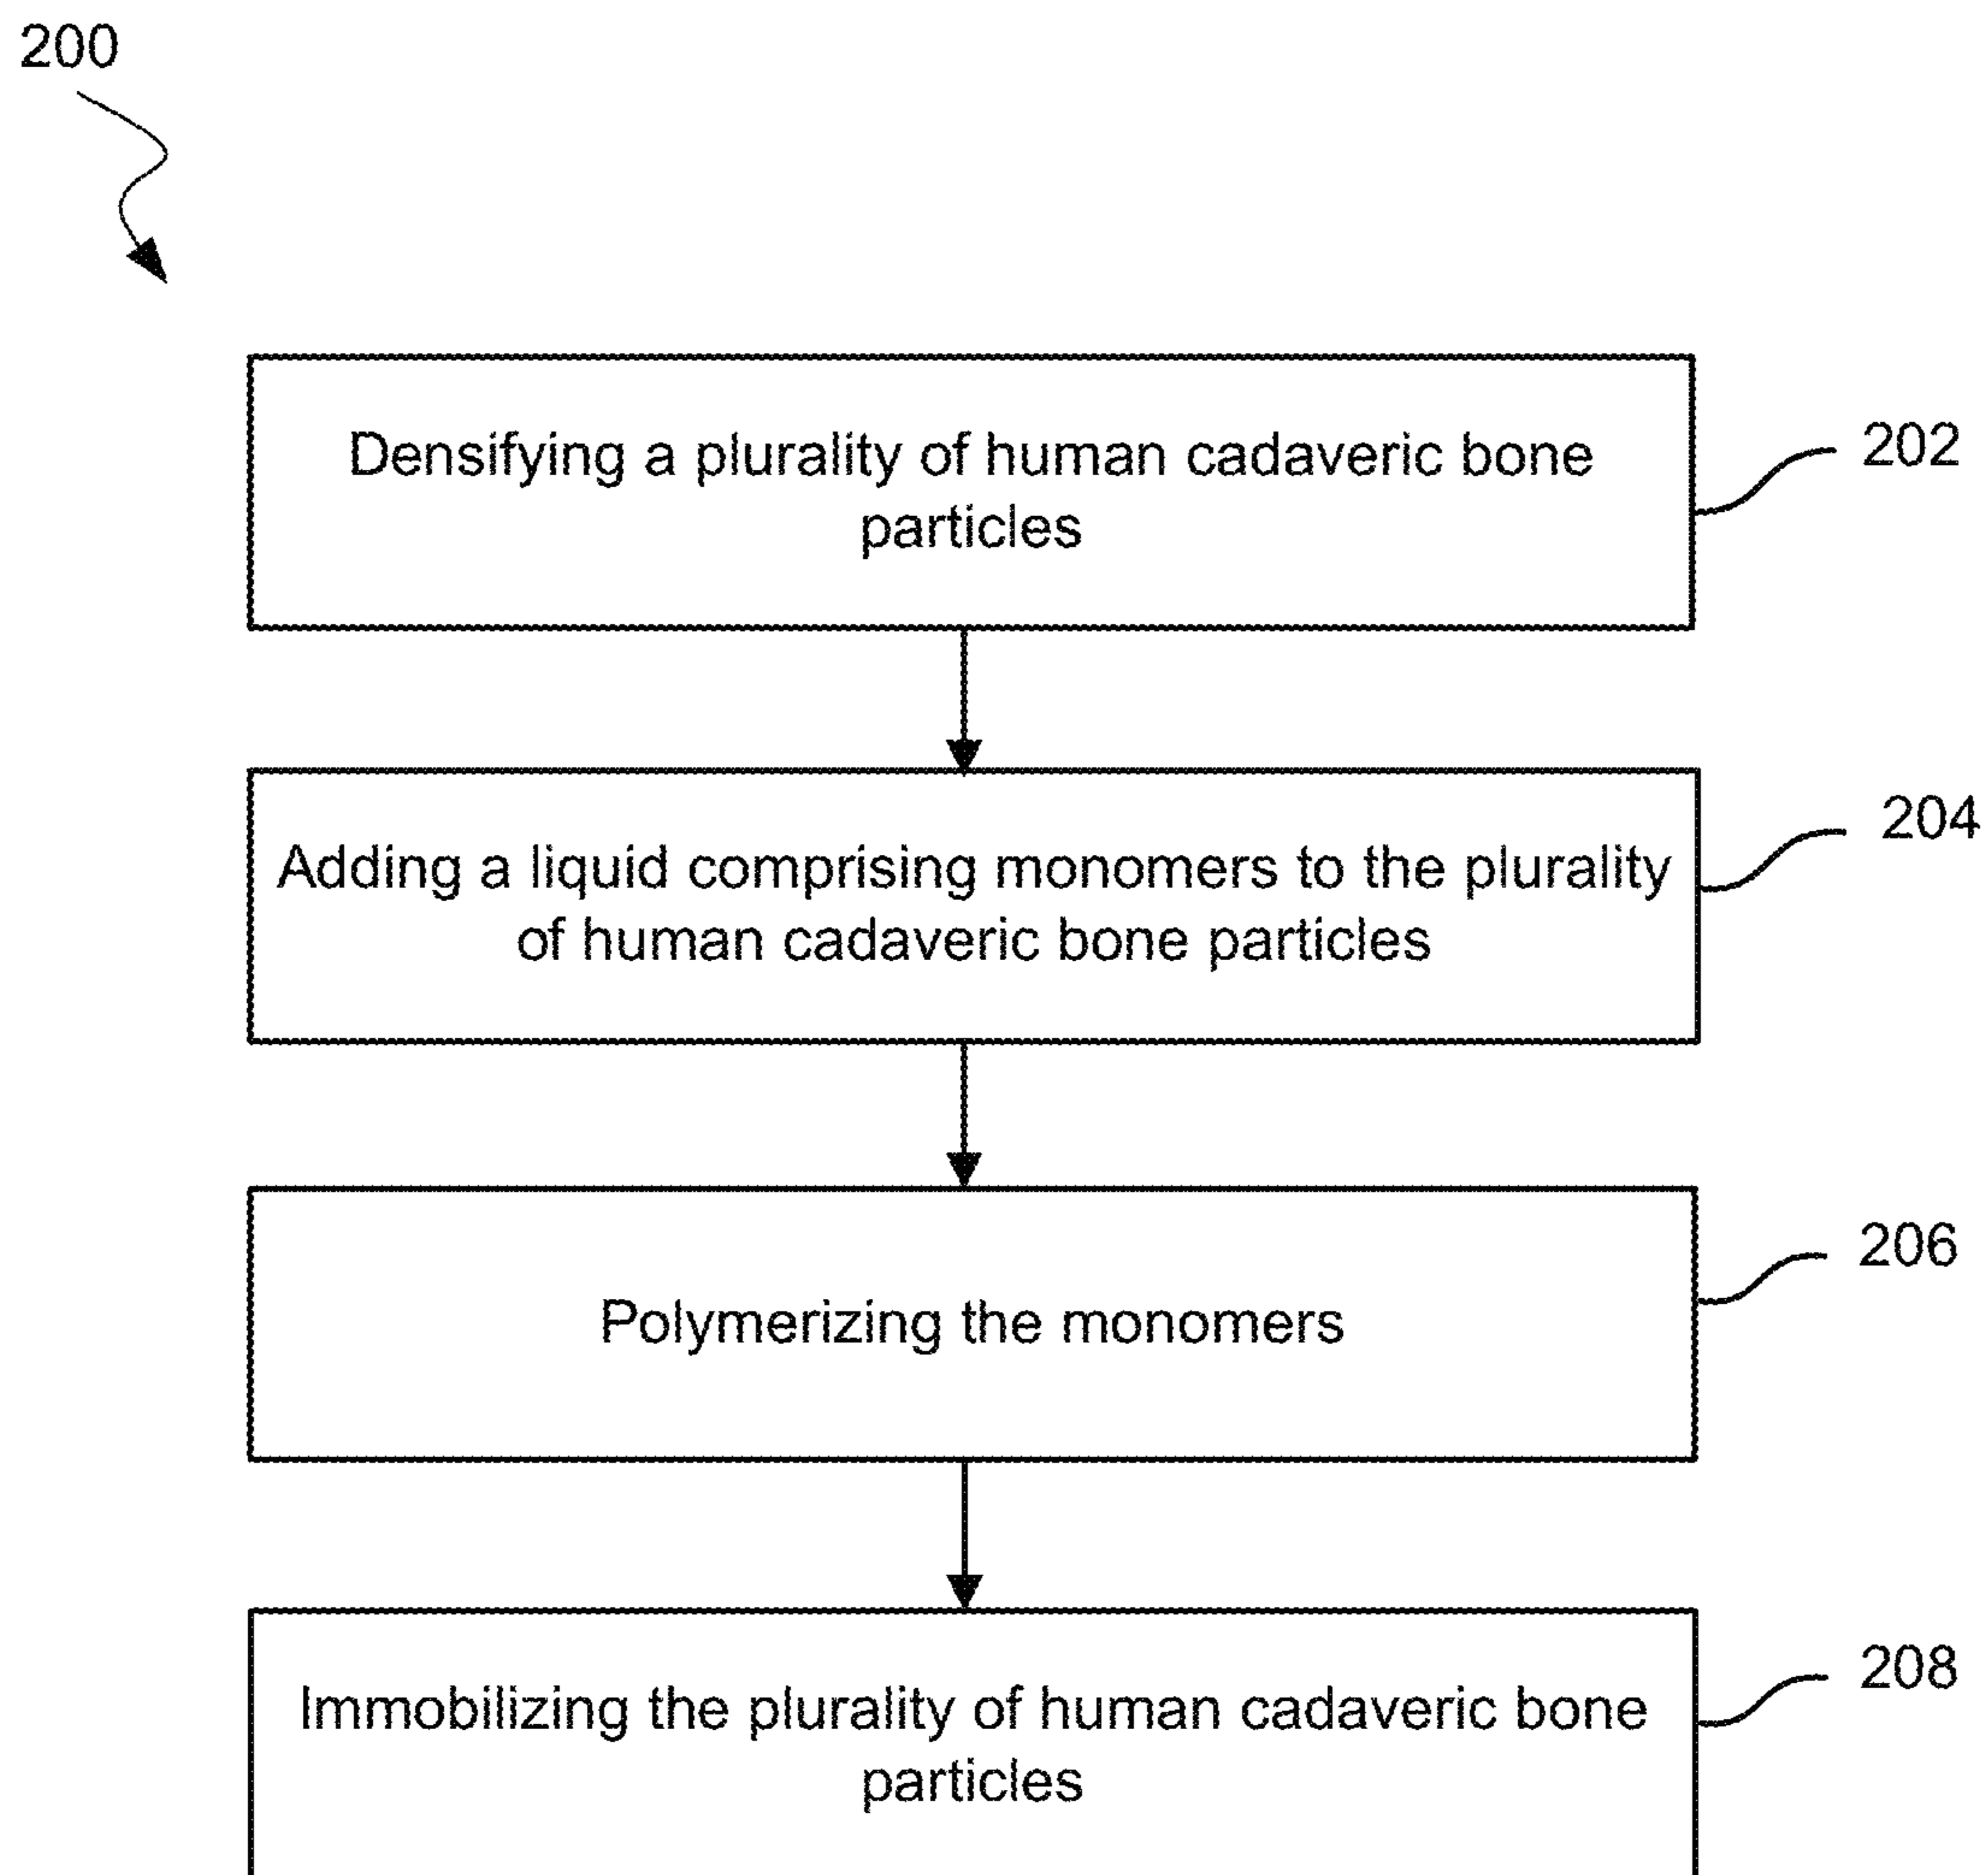 200
Densifying a plurality of human cadaveric bone
particles
202
Adding a liquid comprising monomers to the plurality
of human cadaveric bone particles
204
Polymerizing the monomers
206
Immobilizing the plurality of human cadaveric bone
particles
208